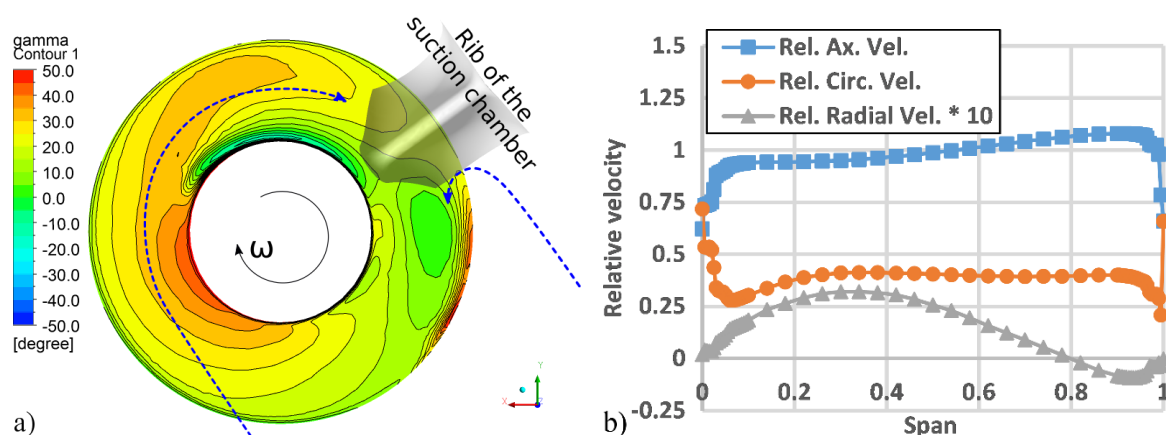 gamma
Contour 1
50.0
40.0
30.0
20.0
10.0
0.0
-10.0
-20.0
-30.0
-40.0
-50.0
[degree]
Rib of the
suction chamber
ω
X
Y
a)
Relative velocity
1.5
1.25
1
0.75
0.5
0.25
0
-0.25
Rel. Ax. Vel.
Rel. Circ. Vel.
Rel. Radial Vel. * 10
0 0.2 0.4 0.6 0.8 1
Span
b)